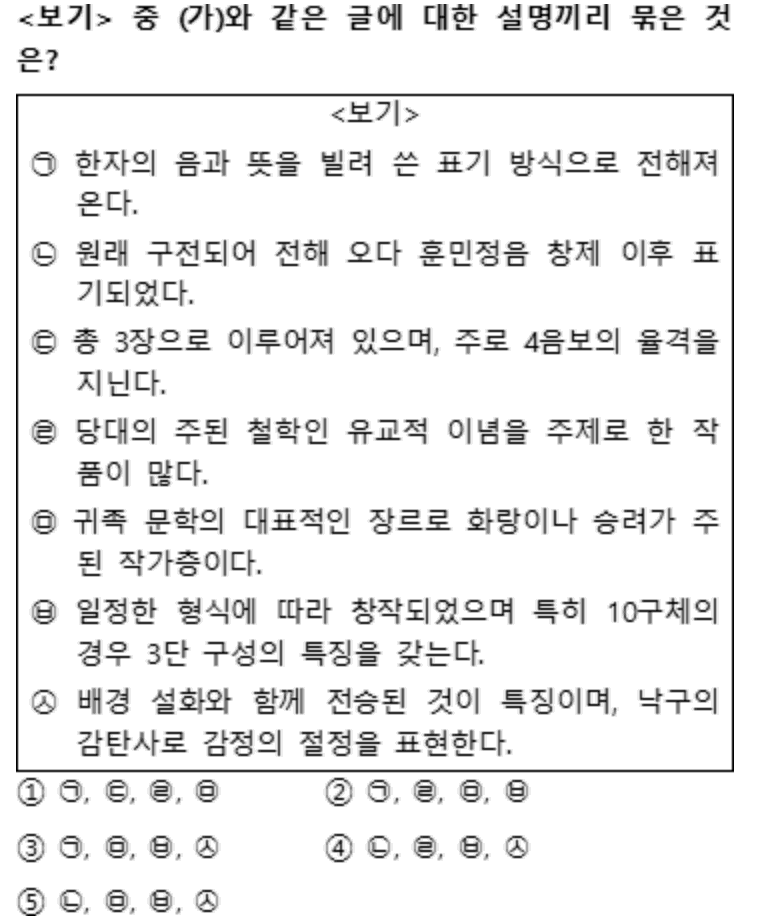 <보기> 중 (가)와 같은 글에 대한 설명끼리 묶은 것
은?
<보기>
㉠ 한자의 음과 뜻을 빌려 쓴 표기 방식으로 전해져
온다.
㉡ 원래 구전되어 전해 오다 훈민정음 창제 이후 표
기되었다.
㉢ 총 3장으로 이루어져 있으며, 주로 4음보의 율격을
지닌다.
㉣ 당대의 주된 철학인 유교적 이념을 주제로 한 작
품이 많다.
㉤ 귀족 문학의 대표적인 장르로 화랑이나 승려가 주
된 작가층이다.
㉥ 일정한 형식에 따라 창작되었으며 특히 10구체의
경우 3단 구성의 특징을 갖는다.
㉦ 배경 설화와 함께 전승된 것이 특징이며, 낙구의
감탄사로 감정의 절정을 표현한다.
① ㉠, ㉢, ㉣, ㉤ ② ㉠, ㉣, ㉤, ㉥
③ ㉠, ㉤, ㉥, ㉦ ④ ㉡, ㉣, ㉥, ㉦
⑤ ㉡, ㉤, ㉥, ㉦